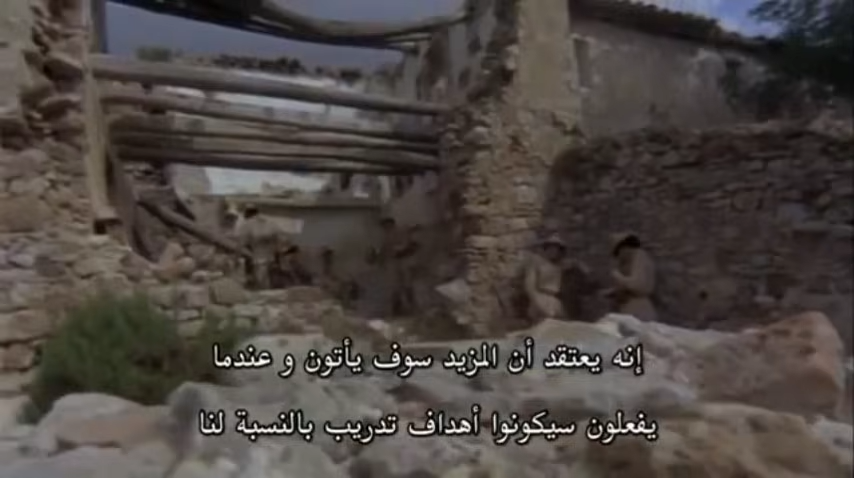 إنه يعتقد أن المزيد سوف يأتون و عندما
يفعلون سيكونوا أهداف تدريب بالنسبة لنا